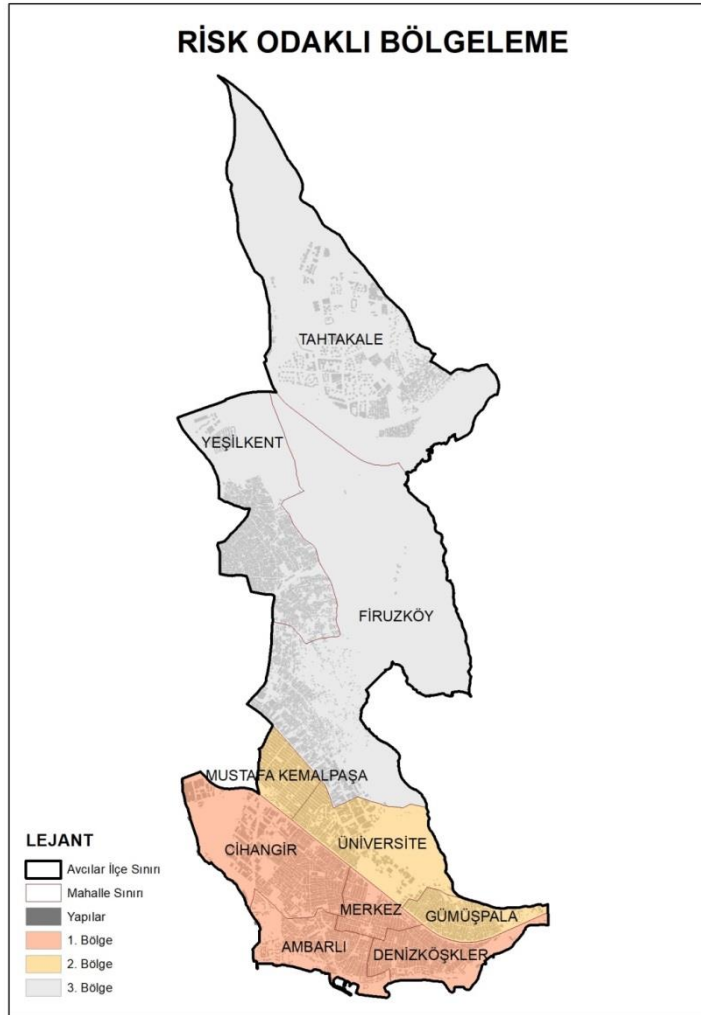 RİSK ODAKLI BÖLGELEME
TAHTAKALE
YEŞİLKENT
FİRUZKÖY
MUSTAFA KEMALPAŞA
ÜNİVERSİTE
CİHANGİR
MERKEZ
GÜMÜŞPALA
AMBARLI
DENİZKÖŞKLER
LEJANT
Avcılar İlçe Sınırı
Mahalle Sınırı
Yapılar
1. Bölge
2. Bölge
3. Bölge